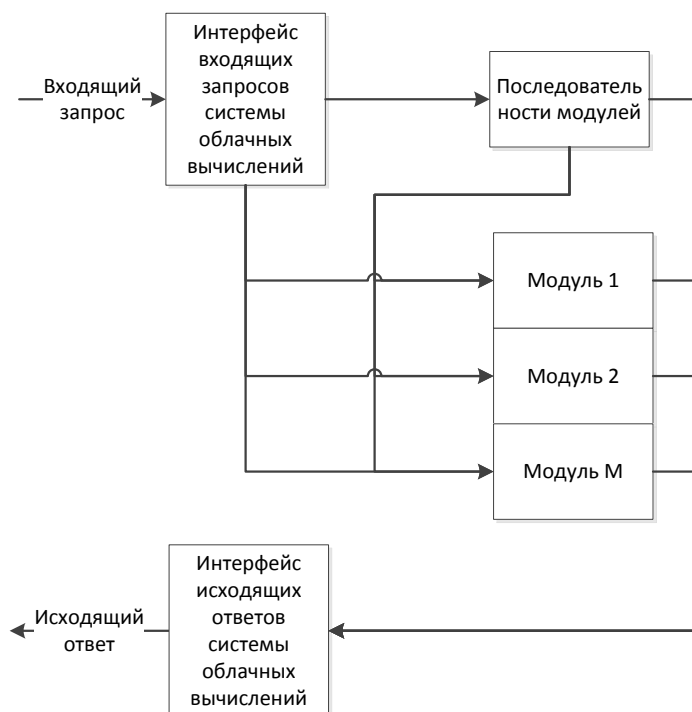 Интерфейс
входящих
запросов
системы
облачных
вычислений
Входящий
запрос
Последователь
ности модулей
Модуль 1
Модуль 2
Модуль М
Интерфейс
исходящих
ответов
системы
облачных
вычислений
Исходящий
ответ